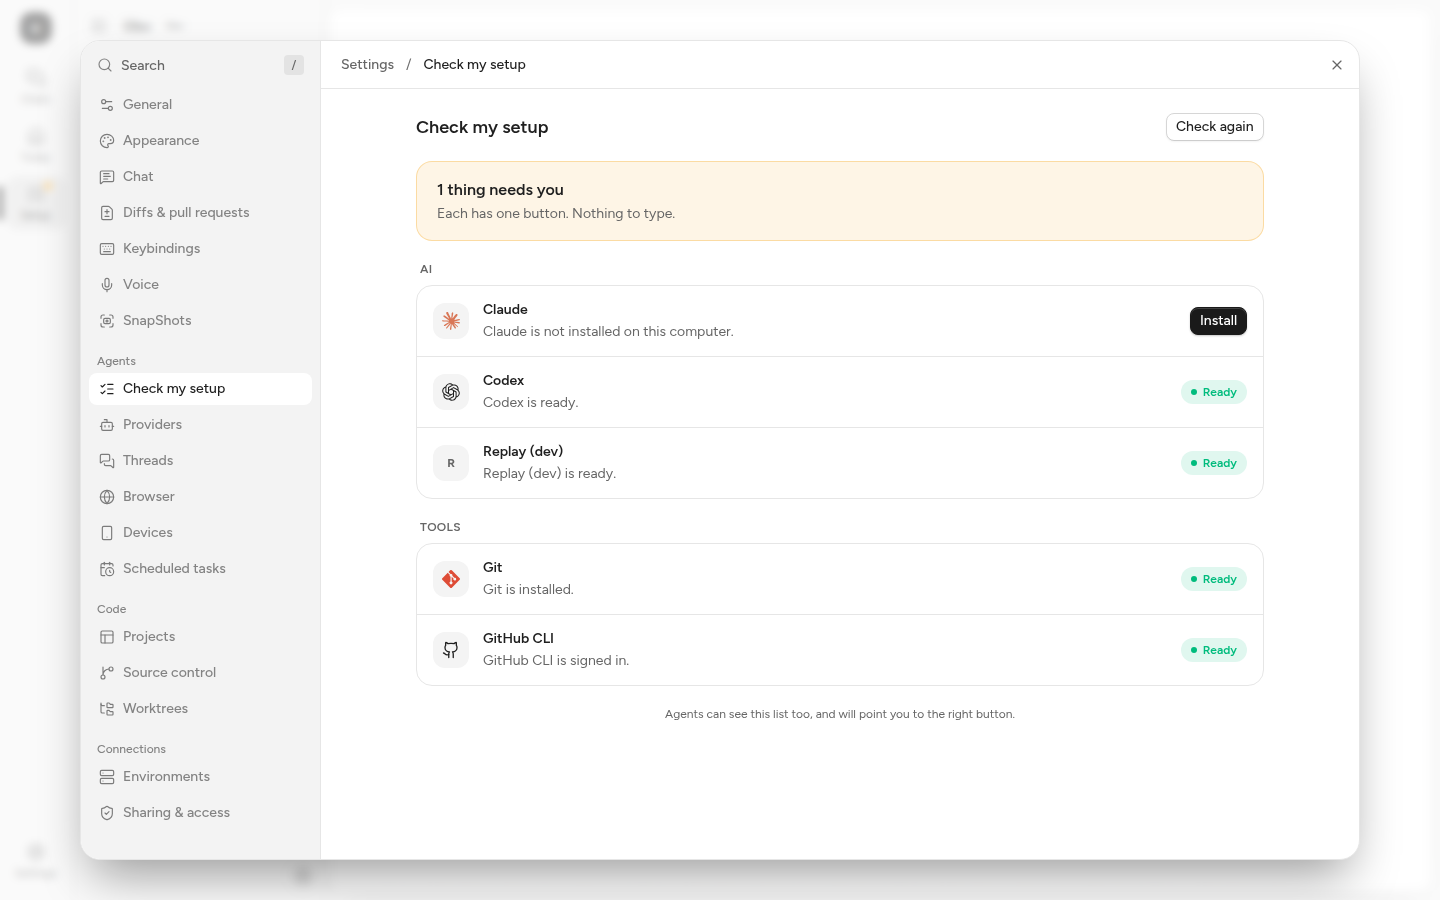 Search /
General
Appearance
Chat
Diffs & pull requests
Keybindings
Voice
SnapShots
Agents
Check my setup
Providers
Threads
Browser
Devices
Scheduled tasks
Code
Projects
Source control
Worktrees
Connections
Environments
Sharing & access
Settings / Check my setup
Check my setup
Check again
1 thing needs you
Each has one button. Nothing to type.
AI
Claude
Claude is not installed on this computer.
Install
Codex
Codex is ready.
Ready
R
Replay (dev)
Replay (dev) is ready.
Ready
TOOLS
Git
Git is installed.
Ready
GitHub CLI
GitHub CLI is signed in.
Ready
Agents can see this list too, and will point you to the right button.